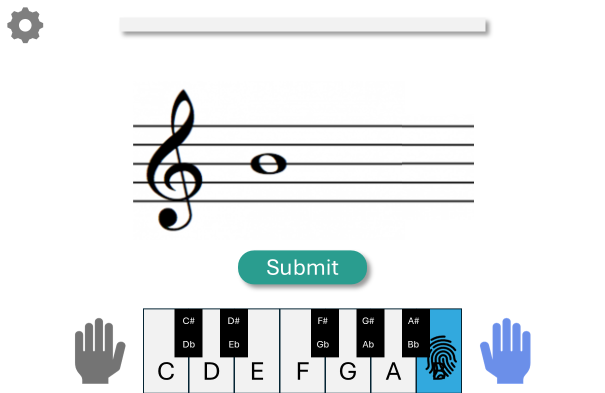 Submit
C# D# F# G# A#
Db Eb Gb Ab Bb
C D E F G A